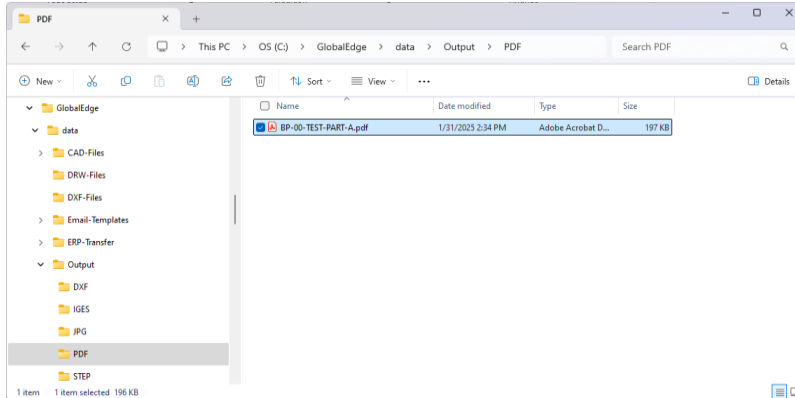 PDF
This PC > OS (C:) > GlobalEdge > data > Output > PDF
Search PDF
New
Sort
View
Details
Name
Date modified
Type
Size
GlobalEdge
data
CAD-Files
DRW-Files
DXF-Files
Email-Templates
ERP-Transfer
Output
DXF
IGES
JPG
PDF
STEP
BP-00-TEST-PART-A.pdf 1/31/2025 2:34 PM Adobe Acrobat D... 197 KB
1 item 1 item selected 196 KB